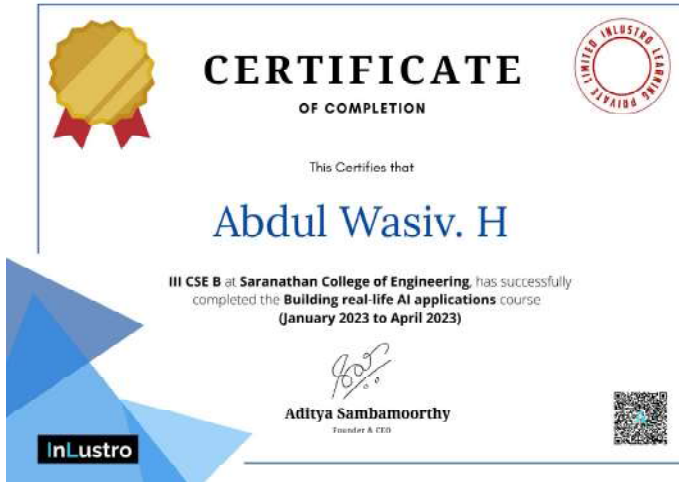 CERTIFICATE
OF COMPLETION
INLUSTRO LEARNING PRIVATE LIMITED
This Certifies that
Abdul Wasiv. H
III CSE B at Saranathan College of Engineering, has successfully
completed the Building real-life AI applications course
(January 2023 to April 2023)
Aditya Sambamoorthy
Founder & CEO
InLustro